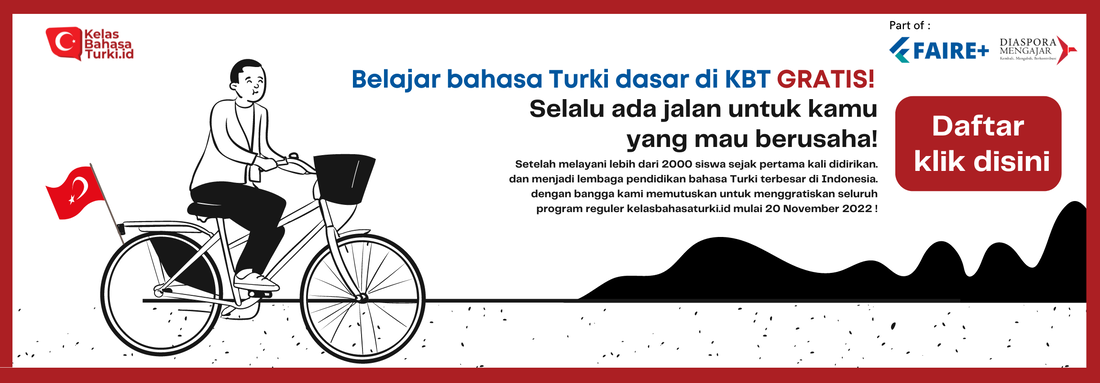 Kelas
Bahasa
Turki.id
Part of :
FAIRE+
DIASPORA
MENGAJAR
Belajar bahasa Turki dasar di KBT GRATIS!
Selalu ada jalan untuk kamu
yang mau berusaha!
Setelah melayani lebih dari 2000 siswa sejak pertama kali didirikan.
dan menjadi lembaga pendidikan bahasa Turki terbesar di Indonesia.
dengan bangga kami memutuskan untuk menggratiskan seluruh
program reguler kelasbahasaturki.id mulai 20 November 2022 !
Daftar
klik disini